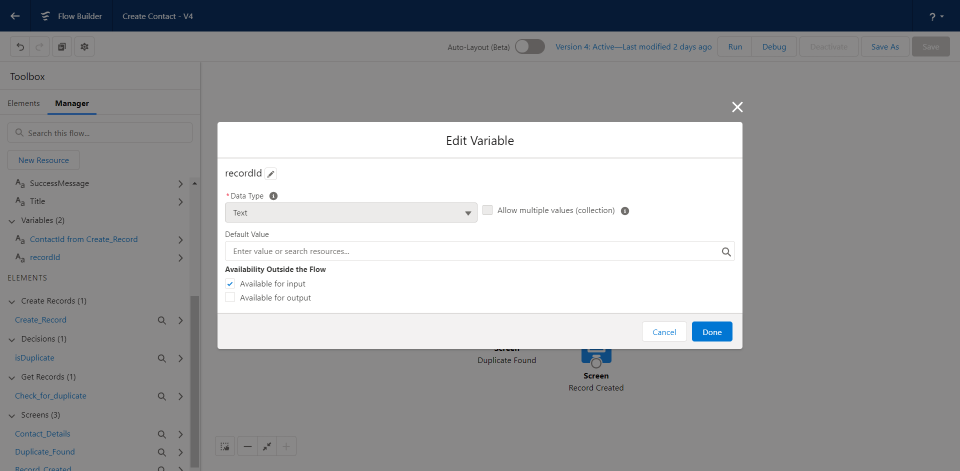 Flow Builder
Create Contact - V4
?
Auto-Layout (Beta)
Version 4: Active—Last modified 2 days ago
Run
Debug
Deactivate
Save As
Save
Toolbox
Elements
Manager
Search this flow...
New Resource
Aa SuccessMessage
Aa Title
Variables (2)
Aa ContactId from Create_Record
Aa recordId
ELEMENTS
Create Records (1)
Create_Record
Decisions (1)
isDuplicate
Get Records (1)
Check_for_duplicate
Screens (3)
Contact_Details
Duplicate_Found
Record_Created
Edit Variable
recordId
* Data Type
Text
Allow multiple values (collection)
Default Value
Enter value or search resources...
Availability Outside the Flow
Available for input
Available for output
Cancel
Done
Screen
Duplicate Found
Screen
Record Created